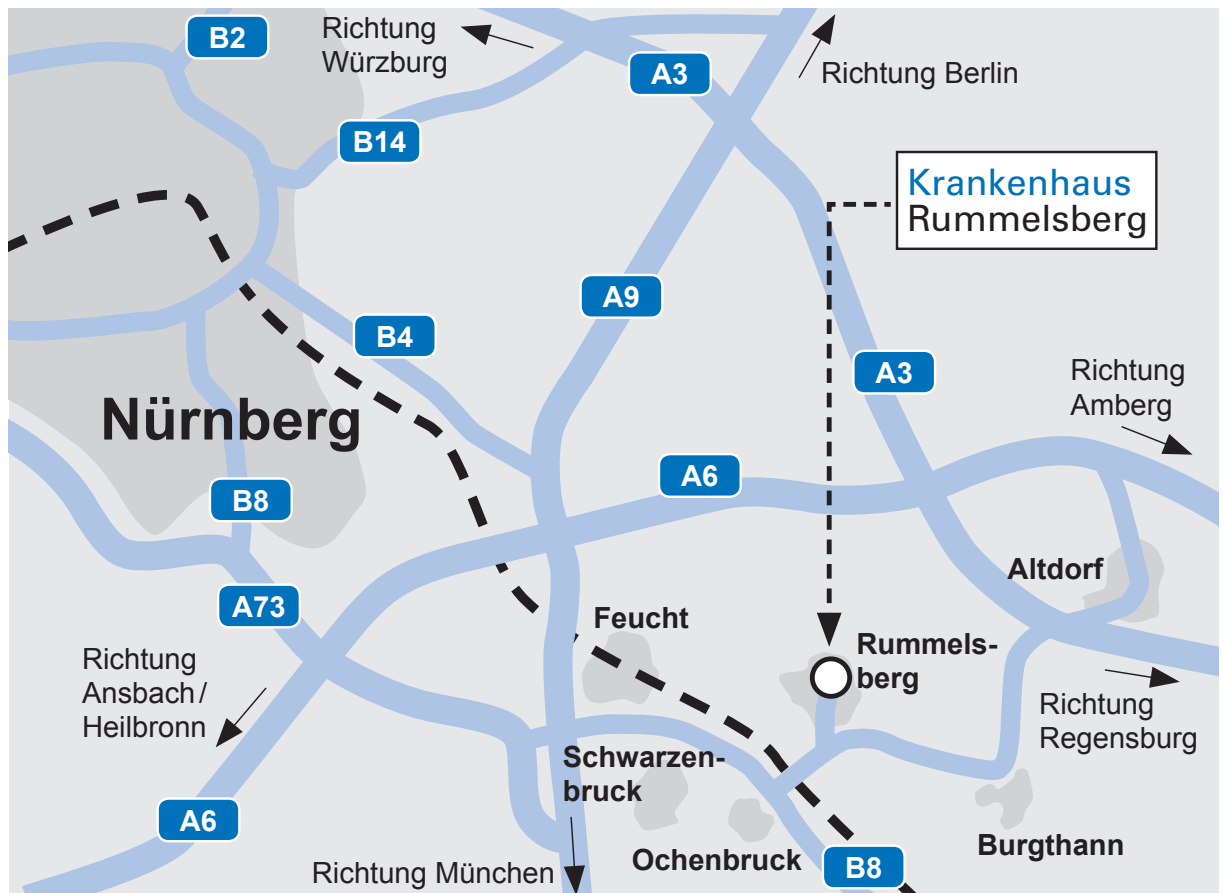 B2
Richtung
Würzburg
A3
Richtung Berlin
B14
Krankenhaus
Rummelsberg
A9
B4
A3
Richtung
Amberg
Nürnberg
A6
B8
Altdorf
A73
Feucht
Rummels-
berg
Richtung
Ansbach/
Heilbronn
Richtung
Regensburg
Schwarzen-
bruck
A6
Ochenbruck
Burgthann
Richtung München
B8